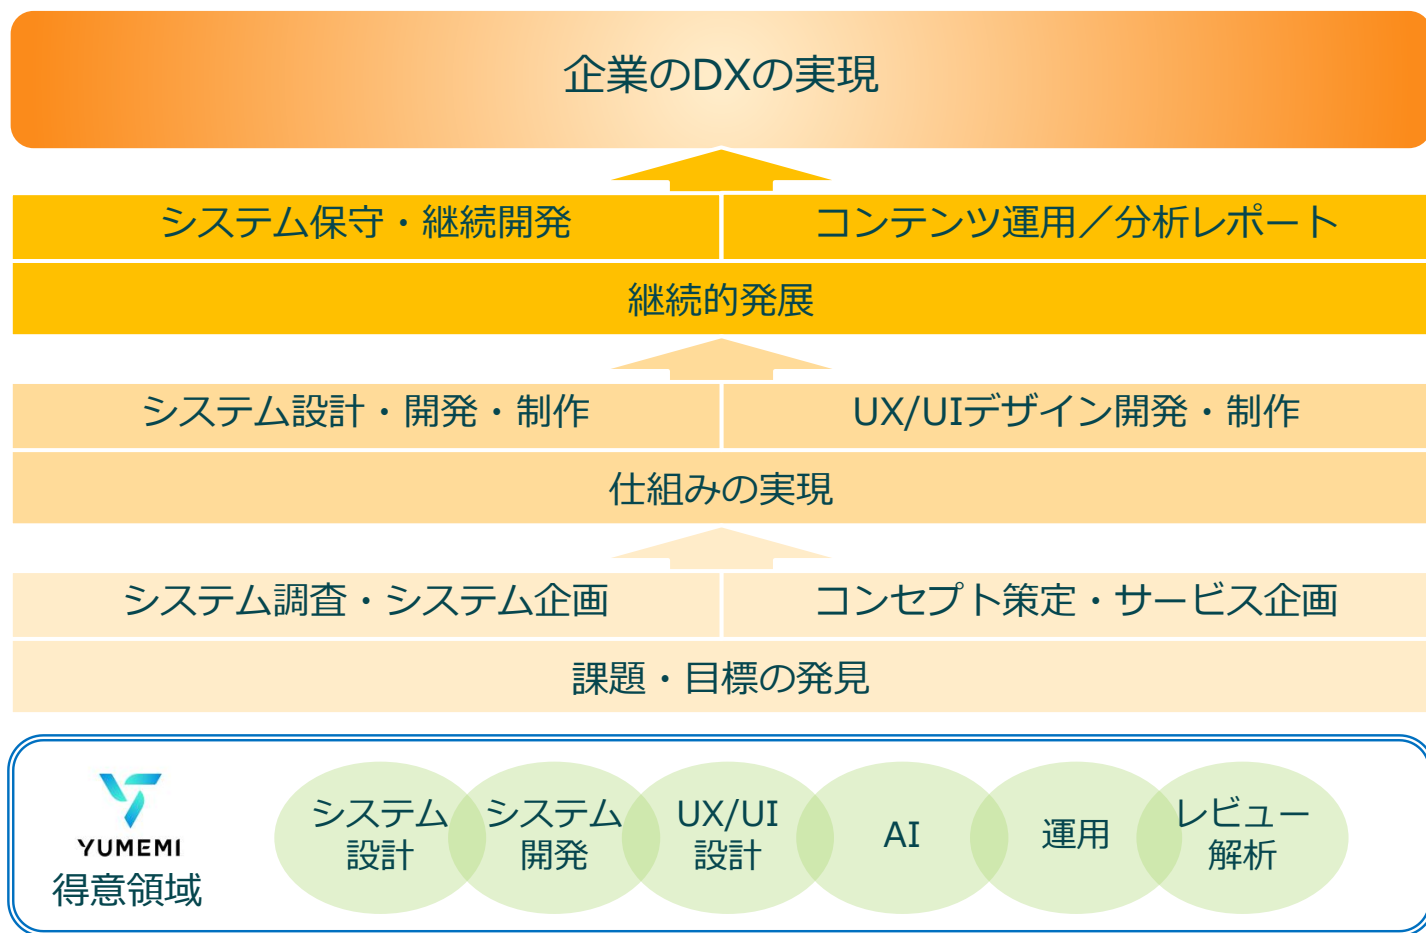 企業のDXの実現
システム保守・継続開発
コンテンツ運用／分析レポート
継続的発展
システム設計・開発・制作
UX/UIデザイン開発・制作
仕組みの実現
システム調査・システム企画
コンセプト策定・サービス企画
課題・目標の発見
YUMEMI
得意領域
システム
設計
システム
開発
UX/UI
設計
AI
運用
レビュー
解析